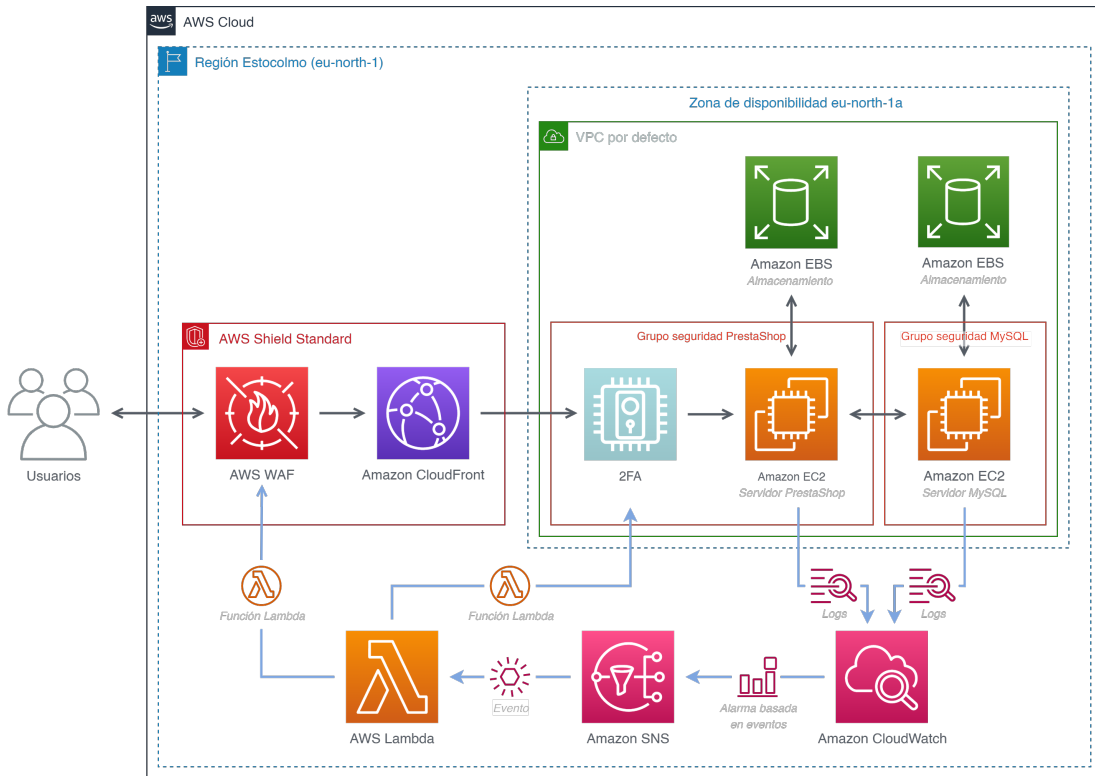 aws
AWS Cloud
Región Estocolmo (eu-north-1)
Zona de disponibilidad eu-north-1a
VPC por defecto
Amazon EBS
Almacenamiento
Amazon EBS
Almacenamiento
AWS Shield Standard
Grupo seguridad PrestaShop
Grupo seguridad MySQL
Usuarios
AWS WAF
Amazon CloudFront
2FA
Amazon EC2
Servidor PrestaShop
Amazon EC2
Servidor MySQL
Función Lambda
Función Lambda
Logs
Logs
Evento
Alarma basada
en eventos
AWS Lambda
Amazon SNS
Amazon CloudWatch